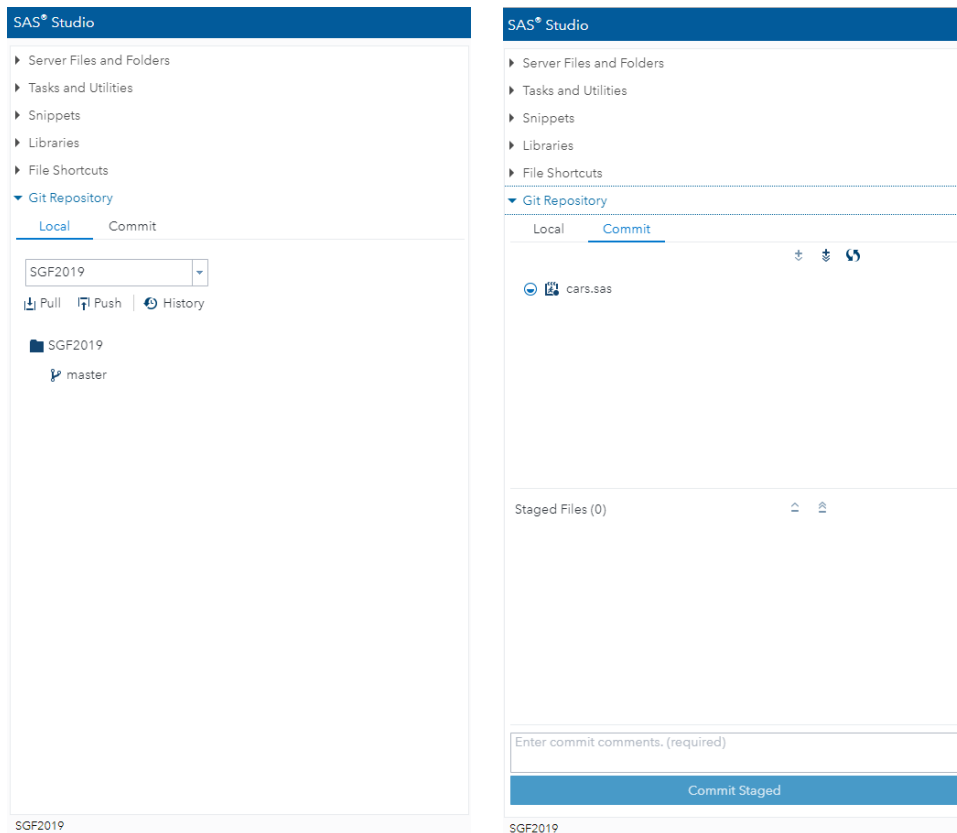 SAS® Studio
Server Files and Folders
Tasks and Utilities
Snippets
Libraries
File Shortcuts
Git Repository
Local Commit
SGF2019
Pull Push History
SGF2019
master
SGF2019
SAS® Studio
Server Files and Folders
Tasks and Utilities
Snippets
Libraries
File Shortcuts
Git Repository
Local Commit
cars.sas
Staged Files (0)
Enter commit comments. (required)
Commit Staged
SGF2019